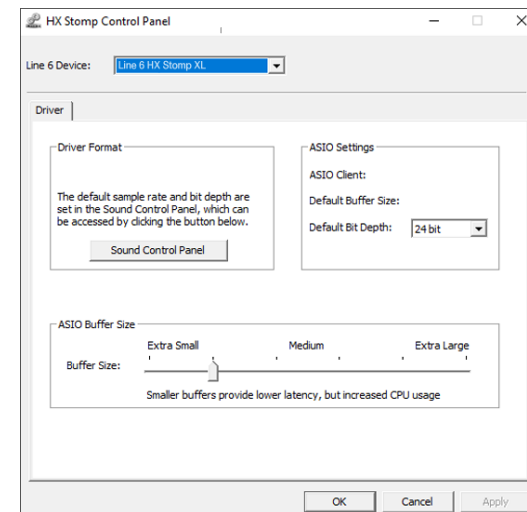 HX Stomp Control Panel
Line 6 Device: Line 6 HX Stomp XL
Driver
Driver Format
The default sample rate and bit depth are
set in the Sound Control Panel, which can
be accessed by clicking the button below.
Sound Control Panel
ASIO Settings
ASIO Client:
Default Buffer Size:
Default Bit Depth: 24 bit
ASIO Buffer Size
Extra Small Medium Extra Large
Buffer Size:
Smaller buffers provide lower latency, but increased CPU usage
OK Cancel Apply